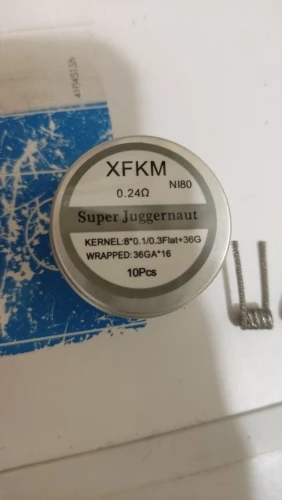 XFKM
0.24Ω NI80
Super Juggernaut
KERNEL:8*0.1/0.3Flat+36G
WRAPPED:36GA*16
10Pcs